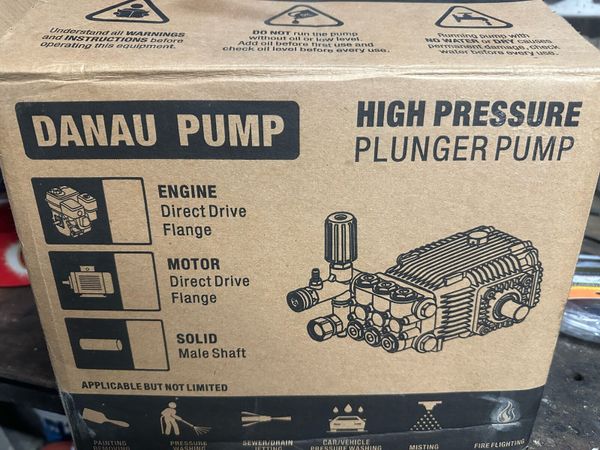 Understand all WARNINGS
and INSTRUCTIONS before
operating this equipment.
DO NOT run the pump
without oil or low level.
Add oil before first use and
check oil level before every use.
Running pump with
NO WATER or DRY causes
permanent damage, check
water before every use.
DANAU PUMP
HIGH PRESSURE
PLUNGER PUMP
ENGINE
Direct Drive
Flange
MOTOR
Direct Drive
Flange
SOLID
Male Shaft
APPLICABLE BUT NOT LIMITED
PAINTING
REMOVING
PRESSURE
WASHING
SEWER/DRAIN
JETTING
CAR/VEHICLE
PRESSURE WASHING
MISTING
FIRE FLIGHTING